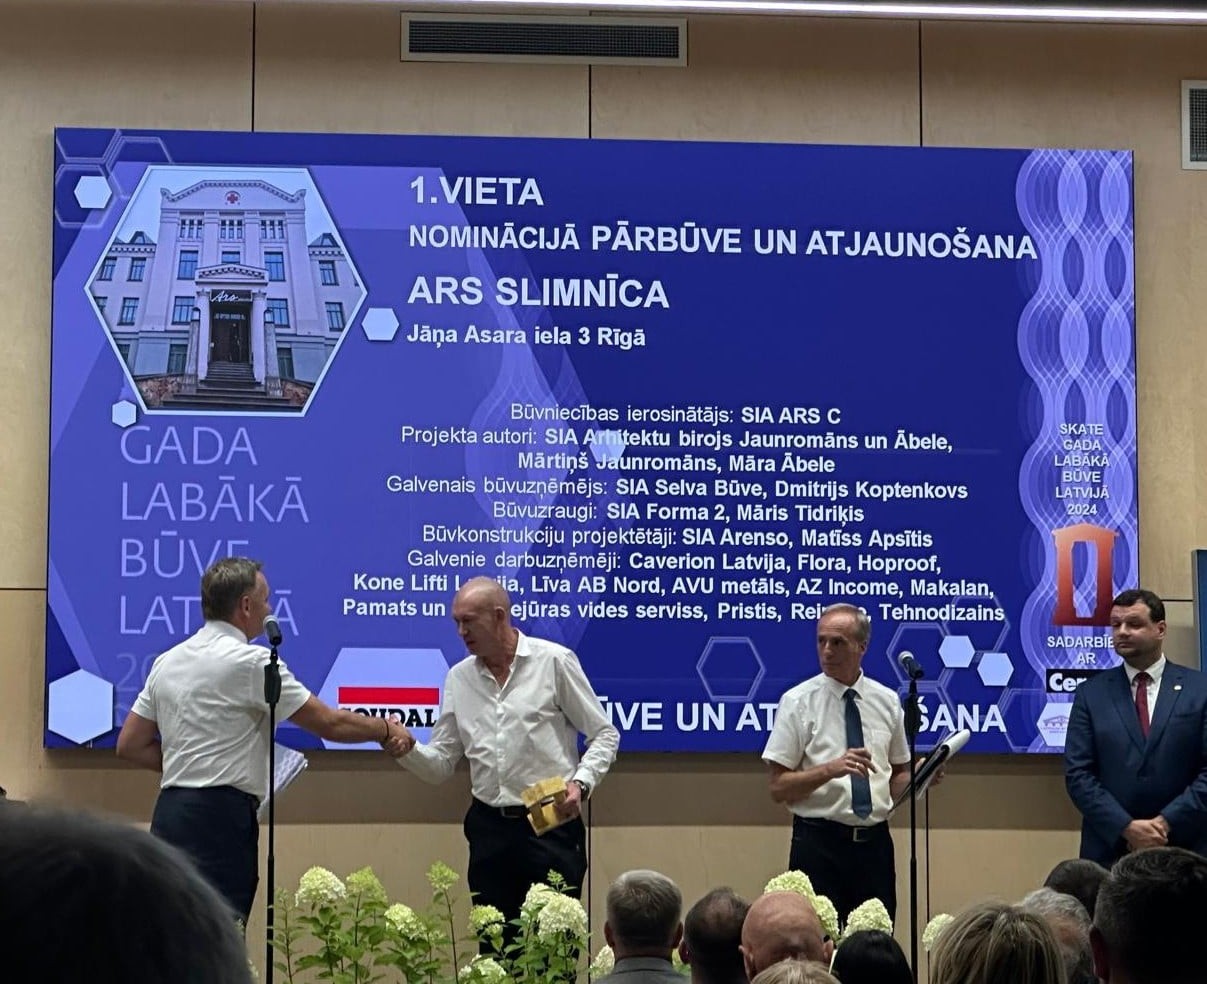 1.VIETA
NOMINĀCIJĀ PĀRBŪVE UN ATJAUNOŠANA
ARS SLIMNĪCA
Jāņa Asara iela 3 Rīgā
Ars
Būvniecības ierosinātājs: SIA ARS C
Projekta autori: SIA Arhitektu birojs Jaunromāns un Ābele,
Mārtiņš Jaunromāns, Māra Ābele
Galvenais būvuzņēmējs: SIA Selva Būve, Dmitrijs Koptenkovs
Būvuzraugi: SIA Forma 2, Māris Tidriķis
Būvkonstrukciju projektētāji: SIA Arenso, Matīss Apsītis
Galvenie darbuzņēmēji: Caverion Latvija, Flora, Hoproof,
Kone Lifti Latvija, Līva AB Nord, AVU metāls, AZ Income, Makalan,
Pamats un ejūras vides serviss, Pristis, Tehnodizains
GADA
LABĀKĀ
BŪVE
LATVIJĀ
SKATE
GADA
LABĀKĀ
BŪVE
LATVIJĀ
2024
SADARBĪBĀ
AR
SOUDAL
ŪVE UN ATJAUNOŠANA